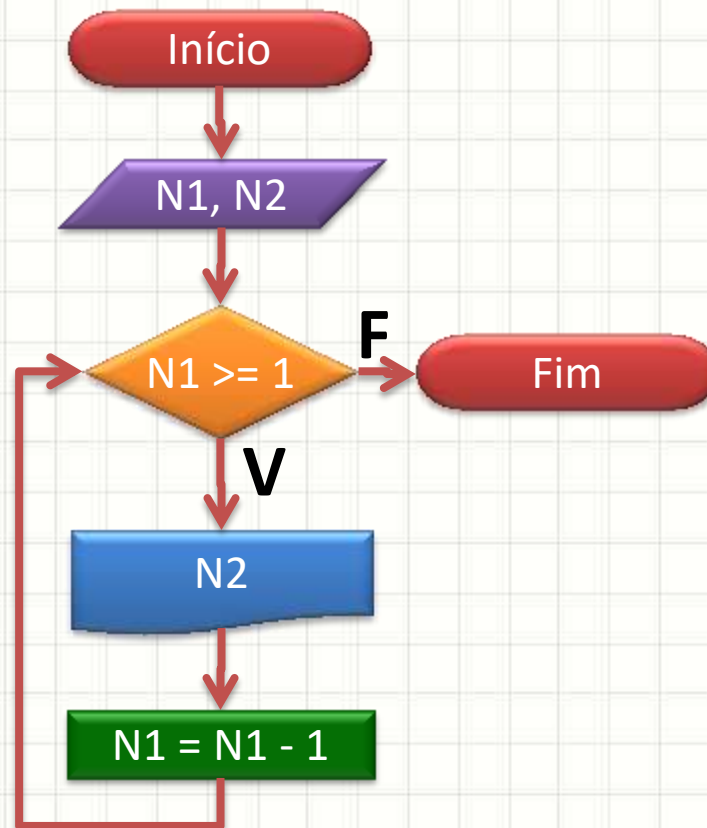 Início
N1, N2
N1 >= 1
F
Fim
V
N2
N1 = N1 - 1